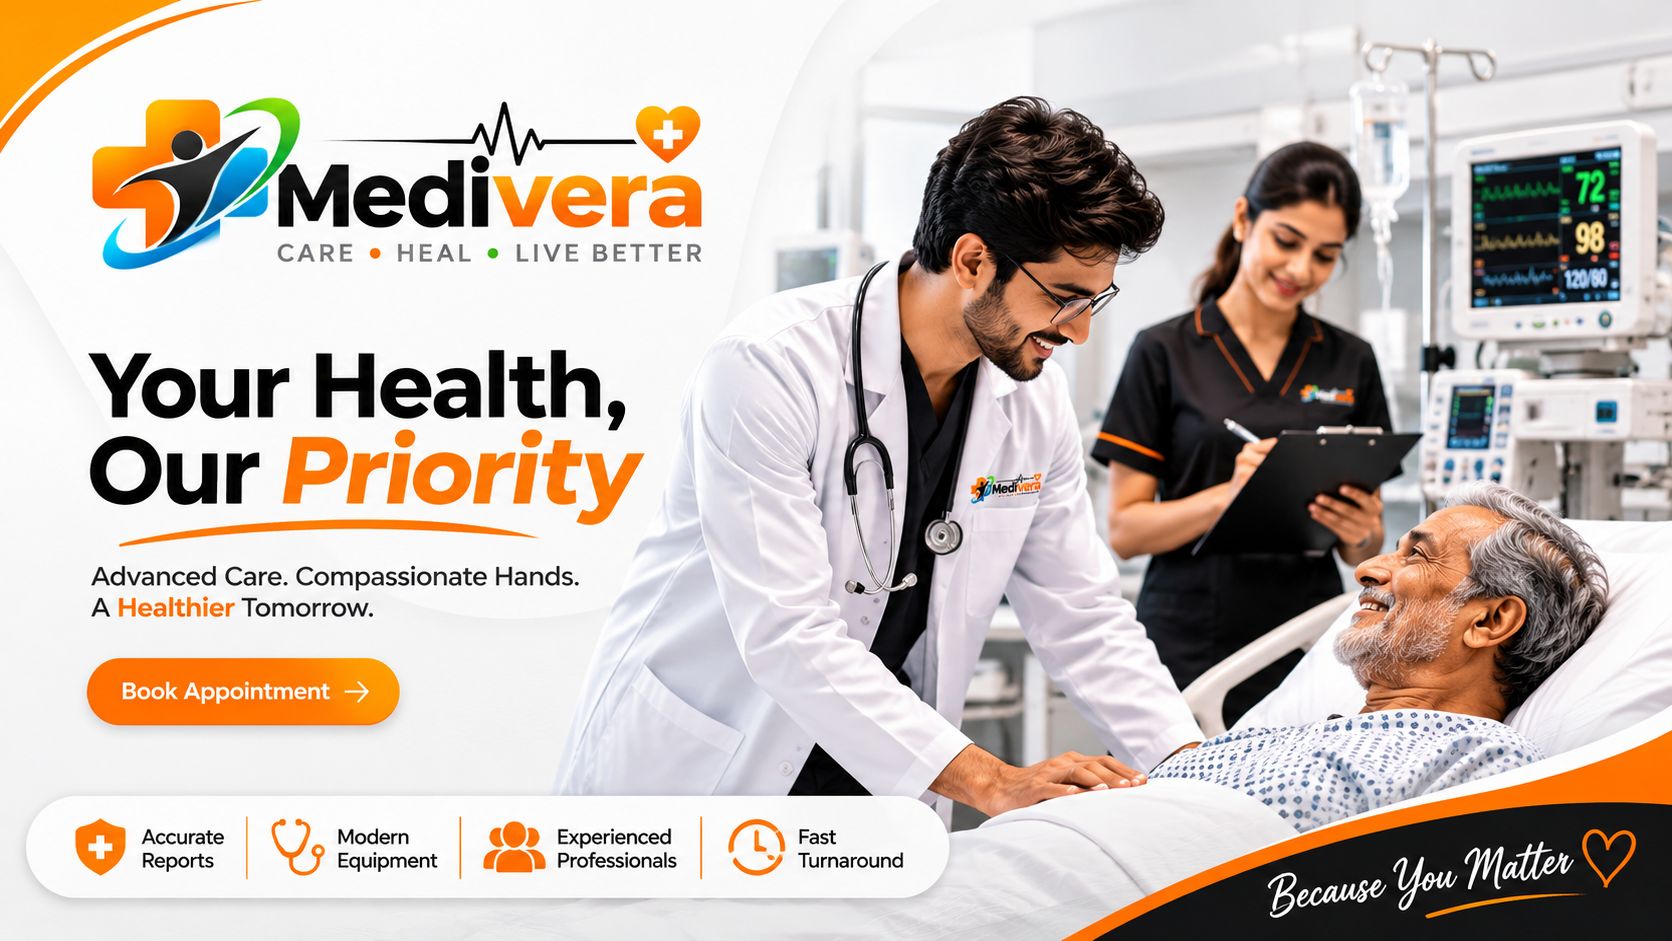 Medivera
CARE • HEAL • LIVE BETTER
Your Health,
Our Priority
Advanced Care. Compassionate Hands.
A Healthier Tomorrow.
Book Appointment →
Accurate
Reports
Modern
Equipment
Experienced
Professionals
Fast
Turnaround
Medivera
Medivera
72
98
120/80
Because You Matter